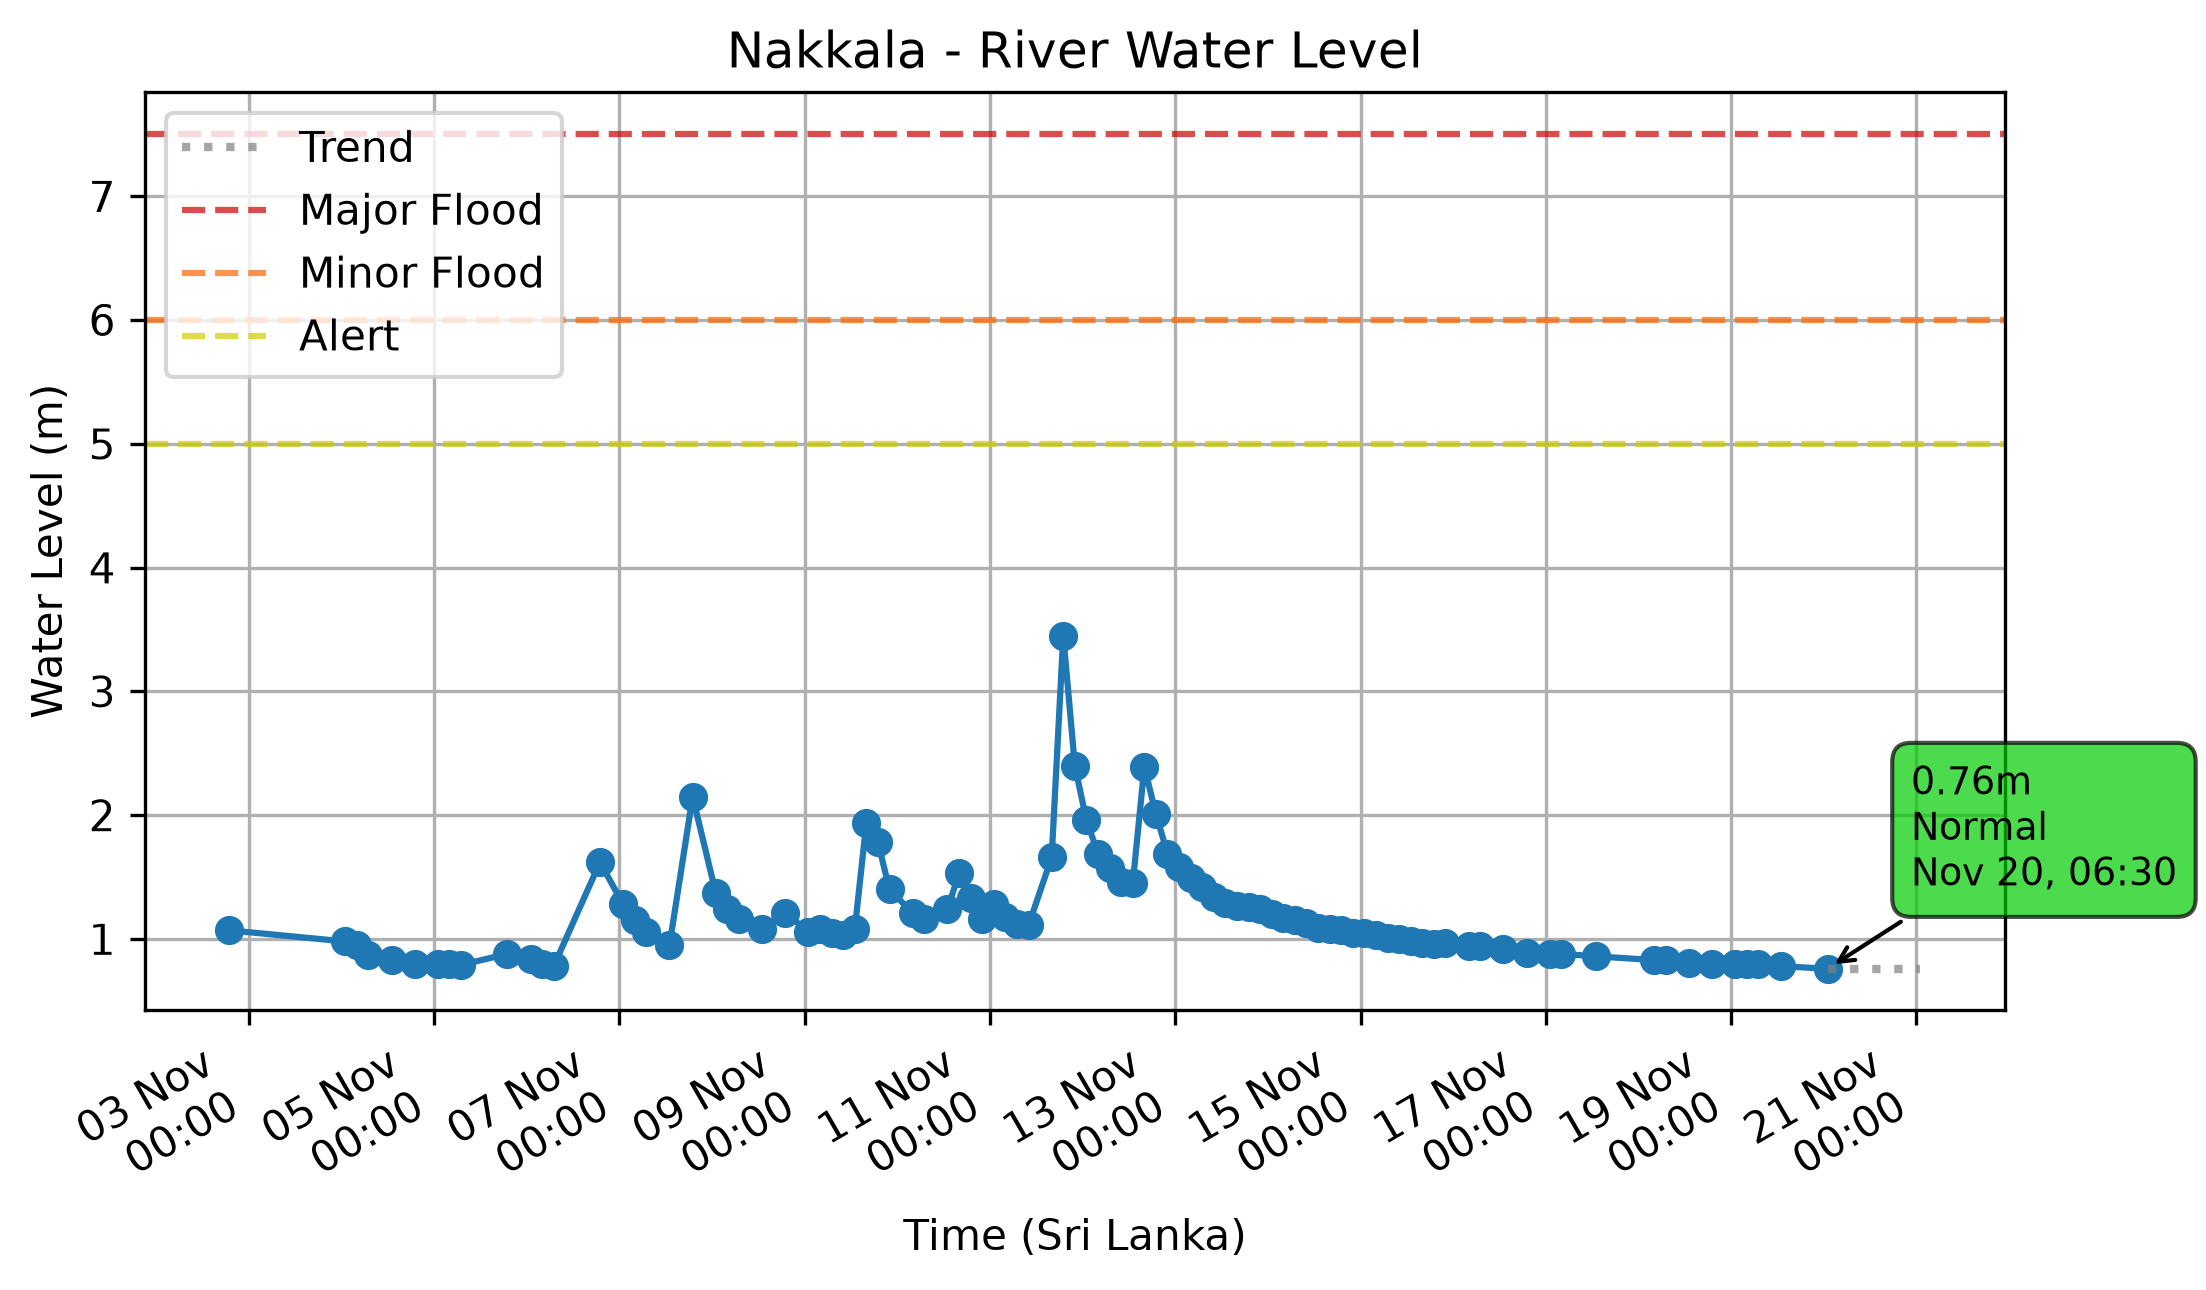 Nakkala - River Water Level
Trend
Major Flood
Minor Flood
Alert
Water Level (m)
7
6
5
4
3
2
1
0.76m
Normal
Nov 20, 06:30
03 Nov
00:00
05 Nov
00:00
07 Nov
00:00
09 Nov
00:00
11 Nov
00:00
13 Nov
00:00
15 Nov
00:00
17 Nov
00:00
19 Nov
00:00
21 Nov
00:00
Time (Sri Lanka)